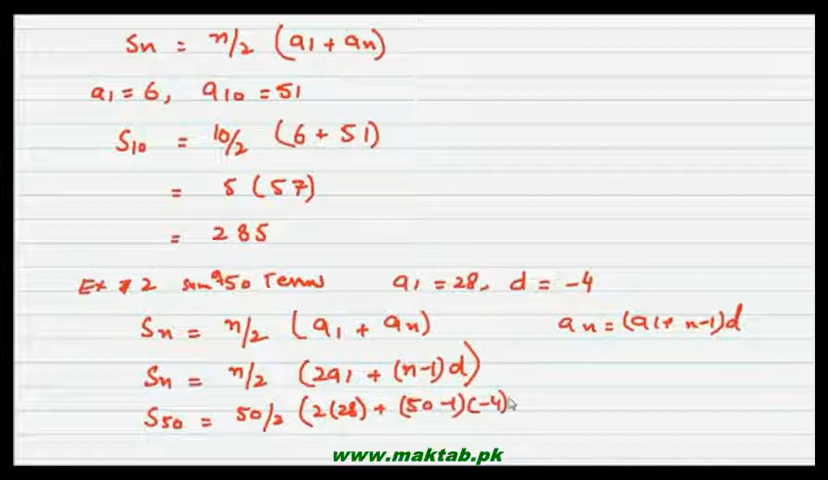 Sn = n/2 (a1 + an)
a1 = 6, a10 = 51
S10 = 10/2 (6 + 51)
= 5 (57)
= 285
Ex # 2 sum of 50 Terms a1 = 28, d = -4
Sn = n/2 (a1 + an) an = (a1 + n-1)d
Sn = n/2 (2a1 + (n-1)d)
S50 = 50/2 (2(28) + (50-1)(-4)
www.maktab.pk